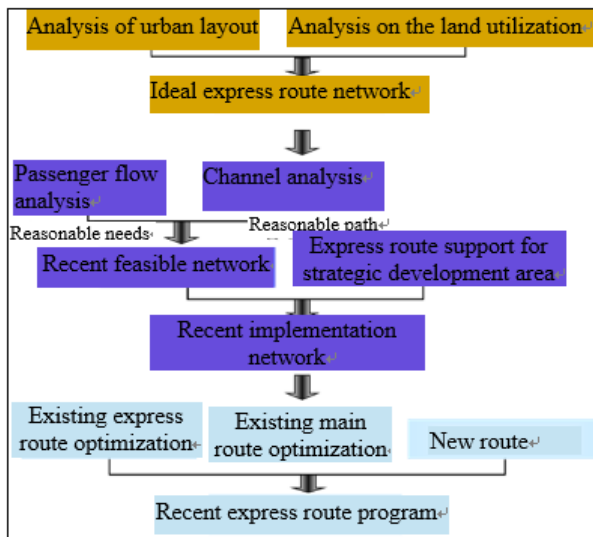 Analysis of urban layout
Analysis on the land utilization↵
Ideal express route network↵
Passenger flow
analysis↵
Channel analysis↵
Reasonable needs↵
Reasonable path↵
Recent feasible network↵
Express route support for
strategic development area↵
Recent implementation
network↵
Existing express
route optimization↵
Existing main
route optimization↵
New route↵
Recent express route program↵